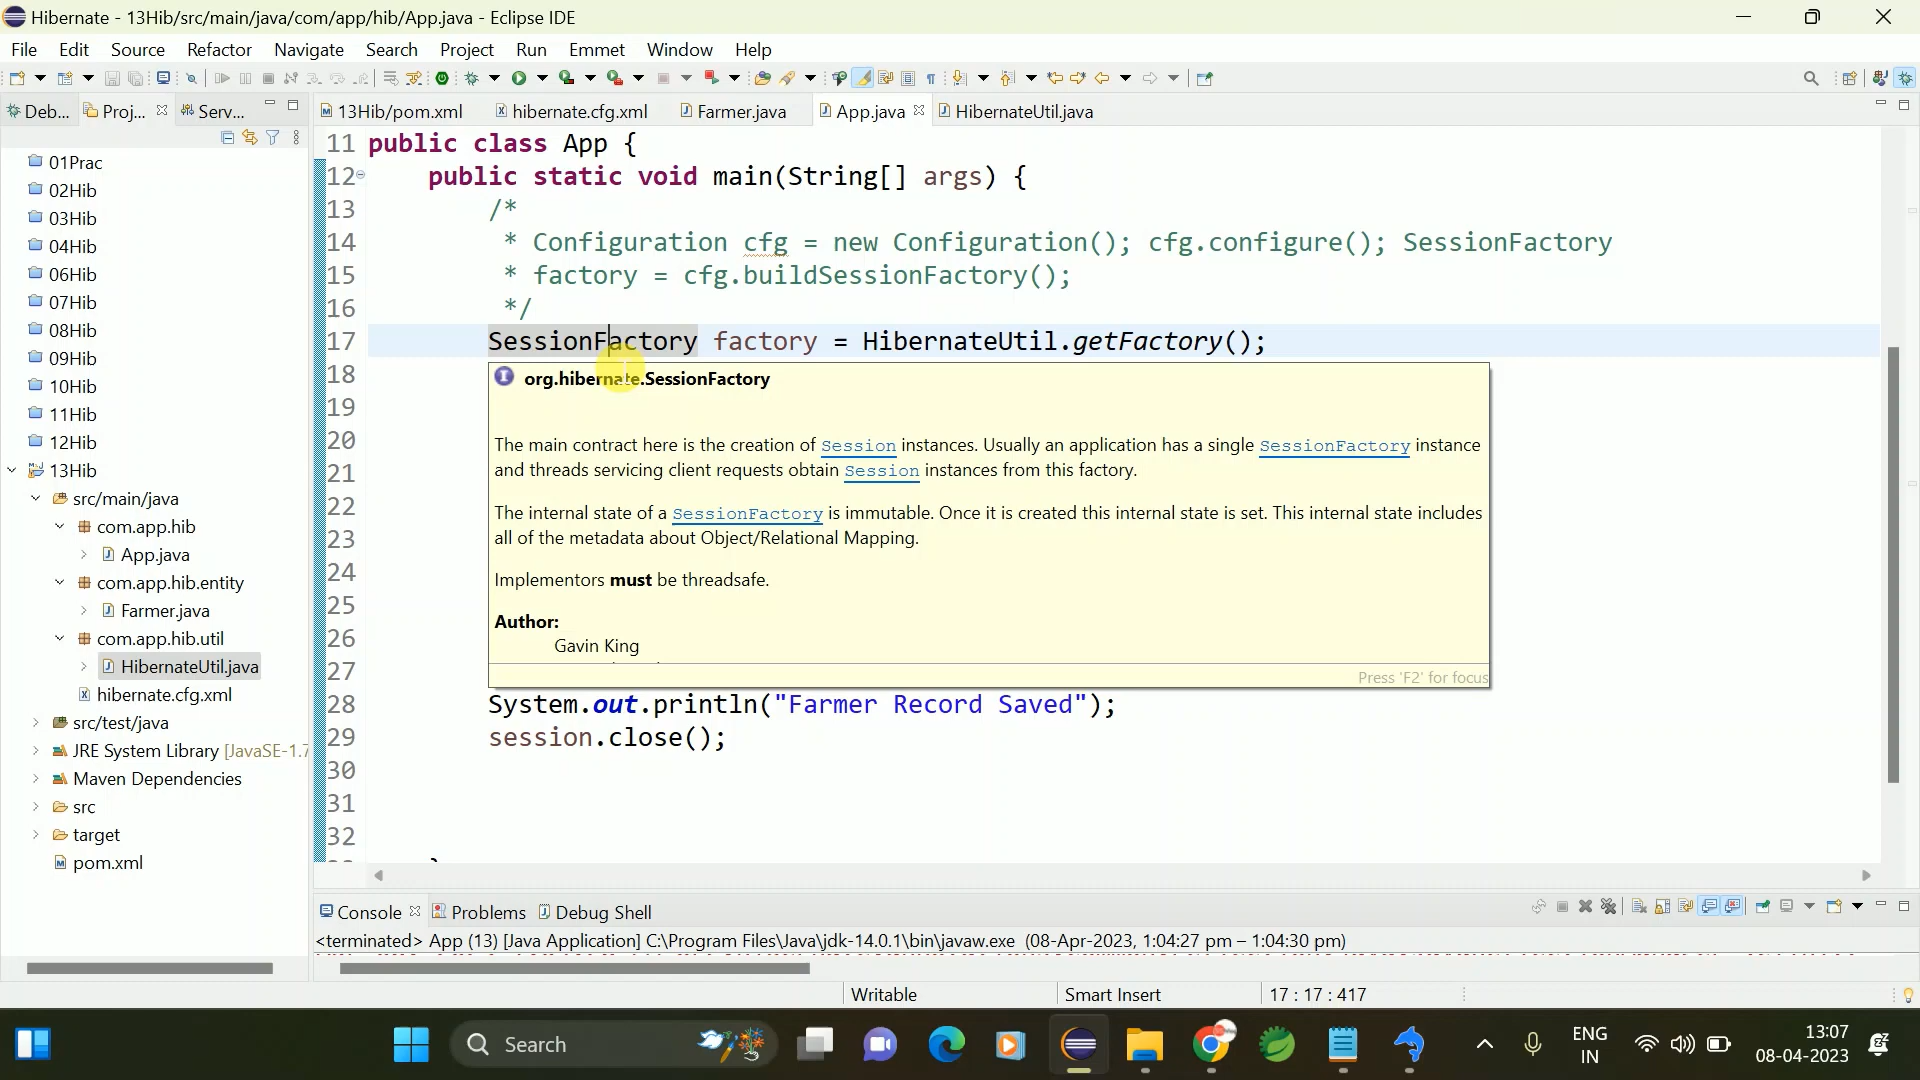 Hibernate - 13Hib/src/main/java/com/app/hib/App.java - Eclipse IDE
File Edit Source Refactor Navigate Search Project Run Emmet Window Help
Deb... Proj... Serv... 13Hib/pom.xml hibernate.cfg.xml Farmer.java App.java HibernateUtil.java
01Prac
02Hib
03Hib
04Hib
06Hib
07Hib
08Hib
09Hib
10Hib
11Hib
12Hib
13Hib
src/main/java
com.app.hib
App.java
com.app.hib.entity
Farmer.java
com.app.hib.util
HibernateUtil.java
hibernate.cfg.xml
src/test/java
JRE System Library [JavaSE-1.7
Maven Dependencies
src
target
pom.xml
11 public class App {
12 public static void main(String[] args) {
13 /*
14 * Configuration cfg = new Configuration(); cfg.configure(); SessionFactory
15 * factory = cfg.buildSessionFactory();
16 */
17 SessionFactory factory = HibernateUtil.getFactory();
18
19
20
21
22
23
24
25
26
27
28 System.out.println("Farmer Record Saved");
29 session.close();
30
31
32
org.hibernate.SessionFactory
The main contract here is the creation of Session instances. Usually an application has a single SessionFactory instance
and threads servicing client requests obtain Session instances from this factory.
The internal state of a SessionFactory is immutable. Once it is created this internal state is set. This internal state includes
all of the metadata about Object/Relational Mapping.
Implementors must be threadsafe.
Author:
Gavin King
Press 'F2' for focus
Console Problems Debug Shell
<terminated> App (13) [Java Application] C:\Program Files\Java\jdk-14.0.1\bin\javaw.exe (08-Apr-2023, 1:04:27 pm – 1:04:30 pm)
Writable Smart Insert 17 : 17 : 417
Search
ENG
IN
13:07
08-04-2023